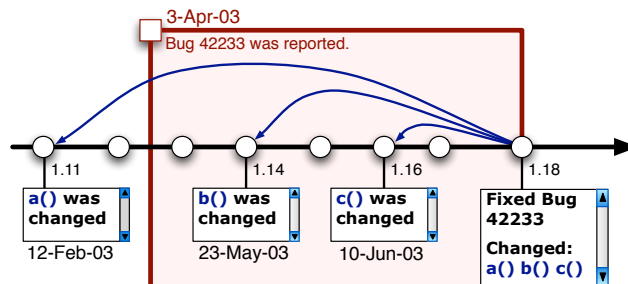 3-Apr-03
Bug 42233 was reported.
1.11
1.14
1.16
1.18
a() was
changed
b() was
changed
c() was
changed
Fixed Bug
42233
Changed:
a() b() c()
12-Feb-03
23-May-03
10-Jun-03